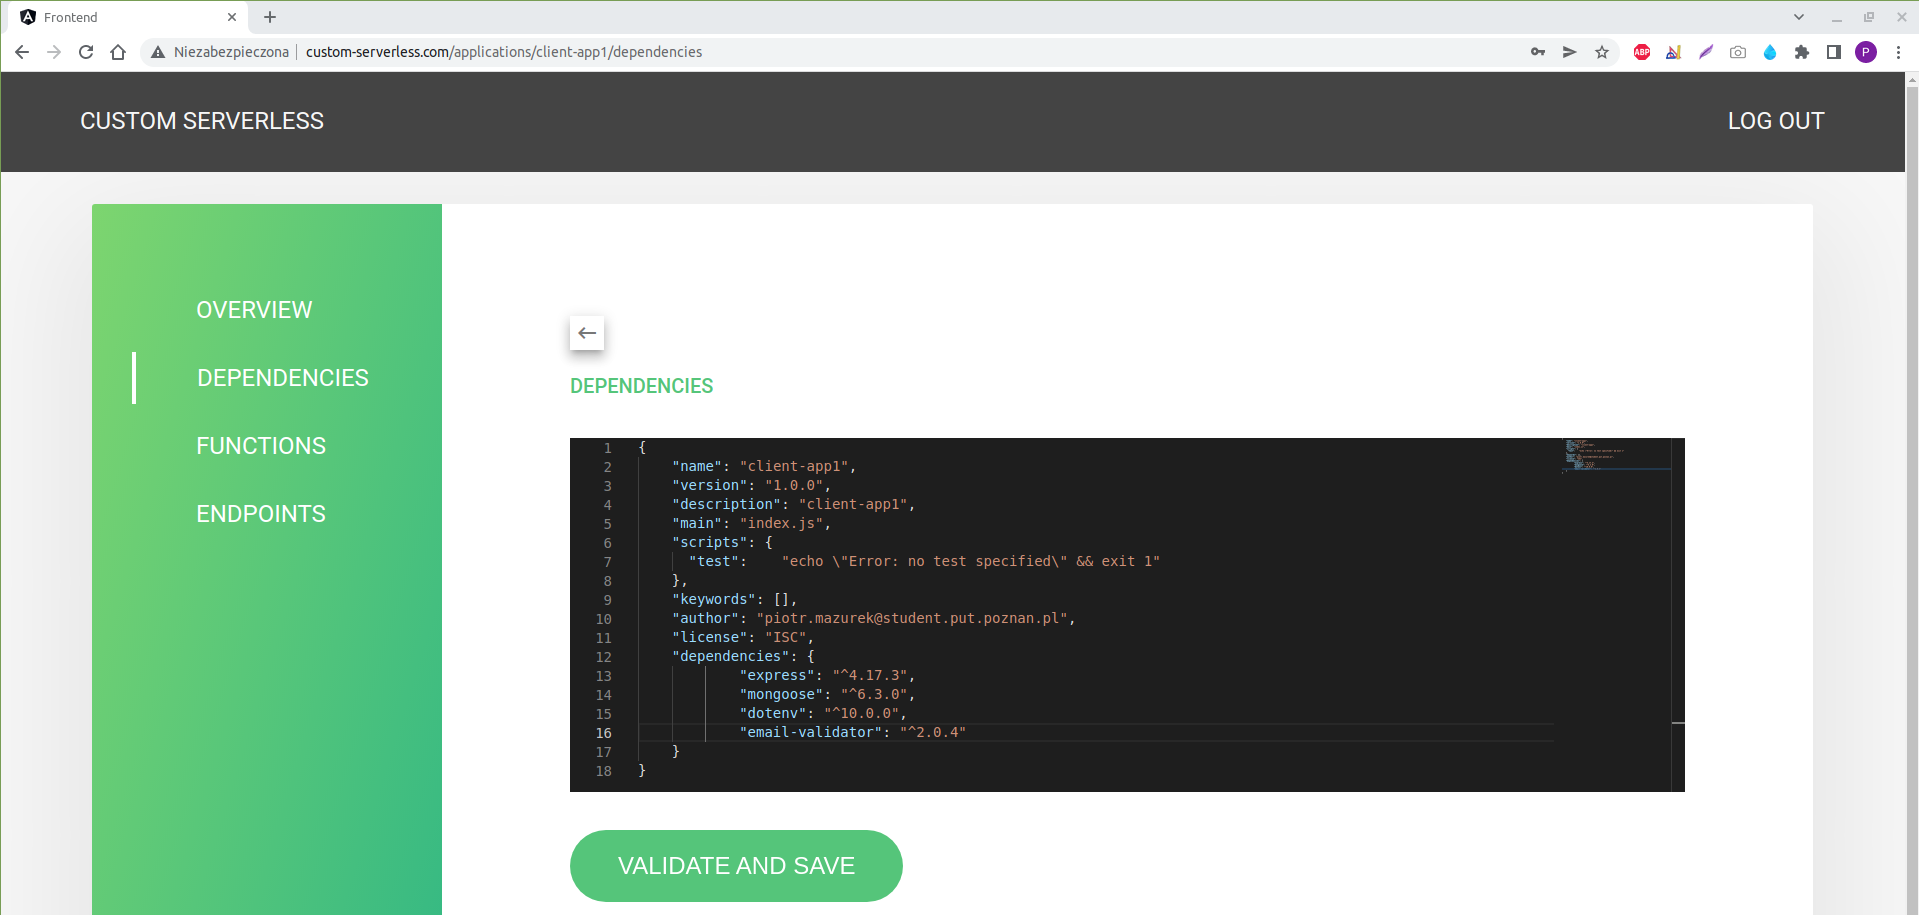 Frontend
Niezabezpieczona | custom-serverless.com/applications/client-app1/dependencies
ABP
P
CUSTOM SERVERLESS
LOG OUT
OVERVIEW
DEPENDENCIES
FUNCTIONS
ENDPOINTS
DEPENDENCIES
1 {
2 "name": "client-app1",
3 "version": "1.0.0",
4 "description": "client-app1",
5 "main": "index.js",
6 "scripts": {
7 "test":    "echo \"Error: no test specified\" && exit 1"
8 },
9 "keywords": [],
10 "author": "piotr.mazurek@student.put.poznan.pl",
11 "license": "ISC",
12 "dependencies": {
13 "express": "^4.17.3",
14 "mongoose": "^6.3.0",
15 "dotenv": "^10.0.0",
16 "email-validator": "^2.0.4"
17 }
18 }
VALIDATE AND SAVE